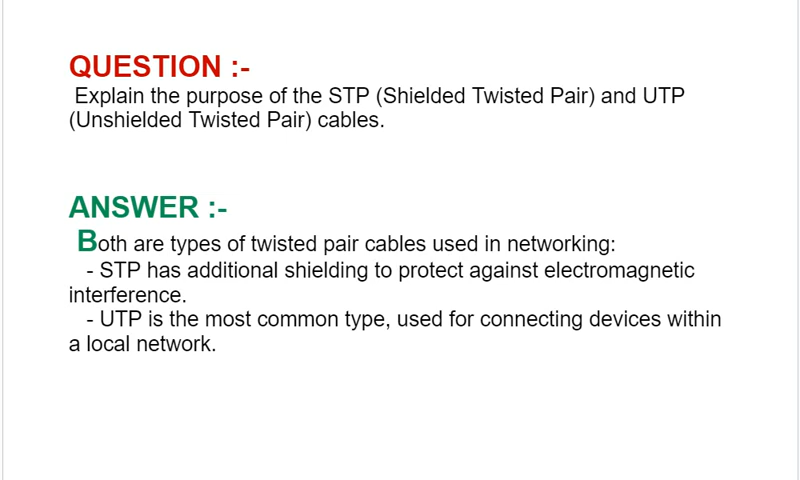 QUESTION :-
Explain the purpose of the STP (Shielded Twisted Pair) and UTP
(Unshielded Twisted Pair) cables.
ANSWER :-
Both are types of twisted pair cables used in networking:
- STP has additional shielding to protect against electromagnetic
interference.
- UTP is the most common type, used for connecting devices within
a local network.